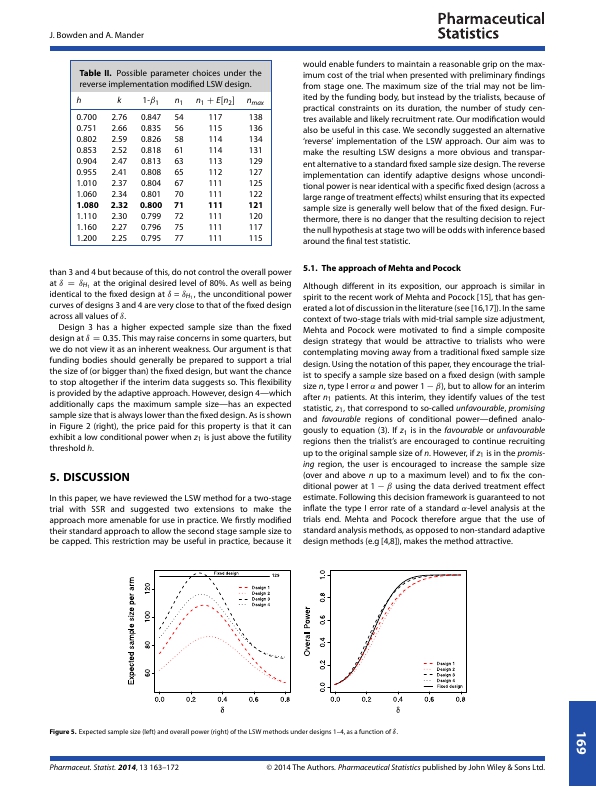 J. Bowden and A. Mander
Pharmaceutical
Statistics
Table II. Possible parameter choices under the
reverse implementation modified LSW design.
h k 1-β1 n1 n1 + E[n2] nmax
0.700 2.76 0.847 54 117 138
0.751 2.66 0.835 56 115 136
0.802 2.59 0.826 58 114 134
0.853 2.52 0.818 61 114 131
0.904 2.47 0.813 63 113 129
0.955 2.41 0.808 65 112 127
1.010 2.37 0.804 67 111 125
1.060 2.34 0.801 70 111 122
1.080 2.32 0.800 71 111 121
1.110 2.30 0.799 72 111 120
1.160 2.27 0.796 75 111 117
1.200 2.25 0.795 77 111 115
than 3 and 4 but because of this, do not control the overall power
at δ = δH1 at the original desired level of 80%. As well as being
identical to the fixed design at δ = δH1, the unconditional power
curves of designs 3 and 4 are very close to that of the fixed design
across all values of δ.
Design 3 has a higher expected sample size than the fixed
design at δ = 0.35. This may raise concerns in some quarters, but
we do not view it as an inherent weakness. Our argument is that
funding bodies should generally be prepared to support a trial
the size of (or bigger than) the fixed design, but want the chance
to stop altogether if the interim data suggests so. This flexibility
is provided by the adaptive approach. However, design 4—which
additionally caps the maximum sample size—has an expected
sample size that is always lower than the fixed design. As is shown
in Figure 2 (right), the price paid for this property is that it can
exhibit a low conditional power when z1 is just above the futility
threshold h.
5. DISCUSSION
In this paper, we have reviewed the LSW method for a two-stage
trial with SSR and suggested two extensions to make the
approach more amenable for use in practice. We firstly modified
their standard approach to allow the second stage sample size to
be capped. This restriction may be useful in practice, because it
would enable funders to maintain a reasonable grip on the max-
imum cost of the trial when presented with preliminary findings
from stage one. The maximum size of the trial may not be lim-
ited by the funding body, but instead by the trialists, because of
practical constraints on its duration, the number of study cen-
tres available and likely recruitment rate. Our modification would
also be useful in this case. We secondly suggested an alternative
'reverse' implementation of the LSW approach. Our aim was to
make the resulting LSW designs a more obvious and transpar-
ent alternative to a standard fixed sample size design. The reverse
implementation can identify adaptive designs whose uncondi-
tional power is near identical with a specific fixed design (across a
large range of treatment effects) whilst ensuring that its expected
sample size is generally well below that of the fixed design. Fur-
thermore, there is no danger that the resulting decision to reject
the null hypothesis at stage two will be odds with inference based
around the final test statistic.
5.1. The approach of Mehta and Pocock
Although different in its exposition, our approach is similar in
spirit to the recent work of Mehta and Pocock [15], that has gen-
erated a lot of discussion in the literature (see [16,17]). In the same
context of two-stage trials with mid-trial sample size adjustment,
Mehta and Pocock were motivated to find a simple composite
design strategy that would be attractive to trialists who were
contemplating moving away from a traditional fixed sample size
design. Using the notation of this paper, they encourage the trial-
ist to specify a sample size based on a fixed design (with sample
size n, type I error α and power 1 − β), but to allow for an interim
after n1 patients. At this interim, they identify values of the test
statistic, z1, that correspond to so-called unfavourable, promising
and favourable regions of conditional power—defined analo-
gously to equation (3). If z1 is in the favourable or unfavourable
regions then the trialist's are encouraged to continue recruiting
up to the original sample size of n. However, if z1 is in the promis-
ing region, the user is encouraged to increase the sample size
(over and above n up to a maximum level) and to fix the con-
ditional power at 1 − β using the data derived treatment effect
estimate. Following this decision framework is guaranteed to not
inflate the type I error rate of a standard α-level analysis at the
trials end. Mehta and Pocock therefore argue that the use of
standard analysis methods, as opposed to non-standard adaptive
design methods (e.g [4,8]), makes the method attractive.
Expected sample size per arm
60 80 100 120
Fixed design
129
Design 1
Design 2
Design 3
Design 4
0.0 0.2 0.4 0.6 0.8
δ
Overall Power
0.0 0.2 0.4 0.6 0.8 1.0
Design 1
Design 2
Design 3
Design 4
Fixed design
0.0 0.2 0.4 0.6 0.8
δ
Figure 5. Expected sample size (left) and overall power (right) of the LSW methods under designs 1–4, as a function of δ.
169
Pharmaceut. Statist. 2014, 13 163–172
© 2014 The Authors. Pharmaceutical Statistics published by John Wiley & Sons Ltd.